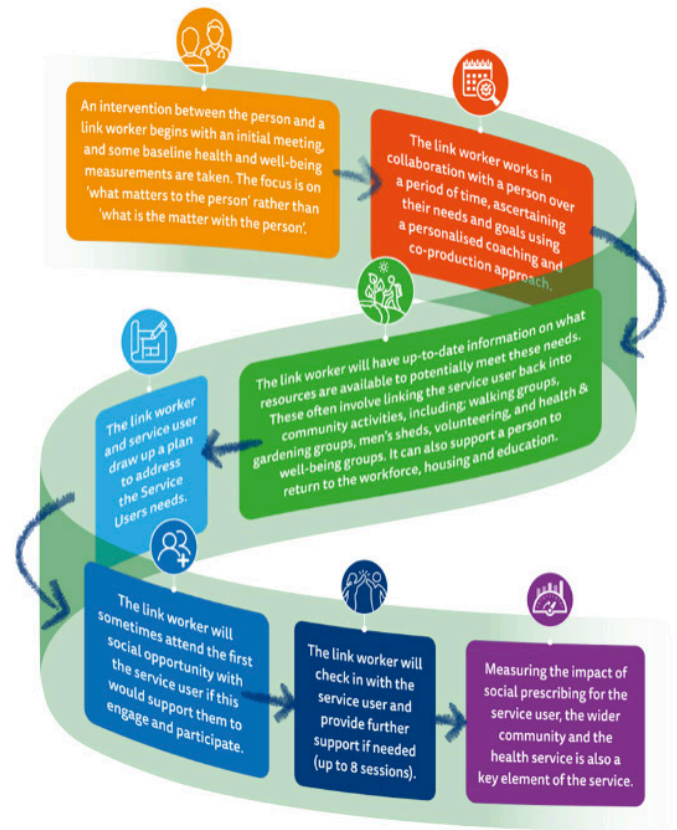 An intervention between the person and a
link worker begins with an initial meeting,
and some baseline health and well-being
measurements are taken. The focus is on
‘what matters to the person’ rather than
‘what is the matter with the person’.
The link worker works in
collaboration with a person over
a period of time, ascertaining
their needs and goals using
a personalised coaching and
co-production approach.
The link worker will have up-to-date information on what
resources are available to potentially meet these needs.
These often involve linking the service user back into
community activities, including; walking groups,
gardening groups, men’s sheds, volunteering, and health &
well-being groups. It can also support a person to
return to the workforce, housing and education.
The link worker
and service user
draw up a plan
to address
the Service
Users needs.
The link worker will
sometimes attend the first
social opportunity with
the service user if this
would support them to
engage and participate.
The link worker will
check in with the
service user and
provide further
support if needed
(up to 8 sessions).
Measuring the impact of
social prescribing for the
service user, the wider
community and the
health service is also a
key element of the service.